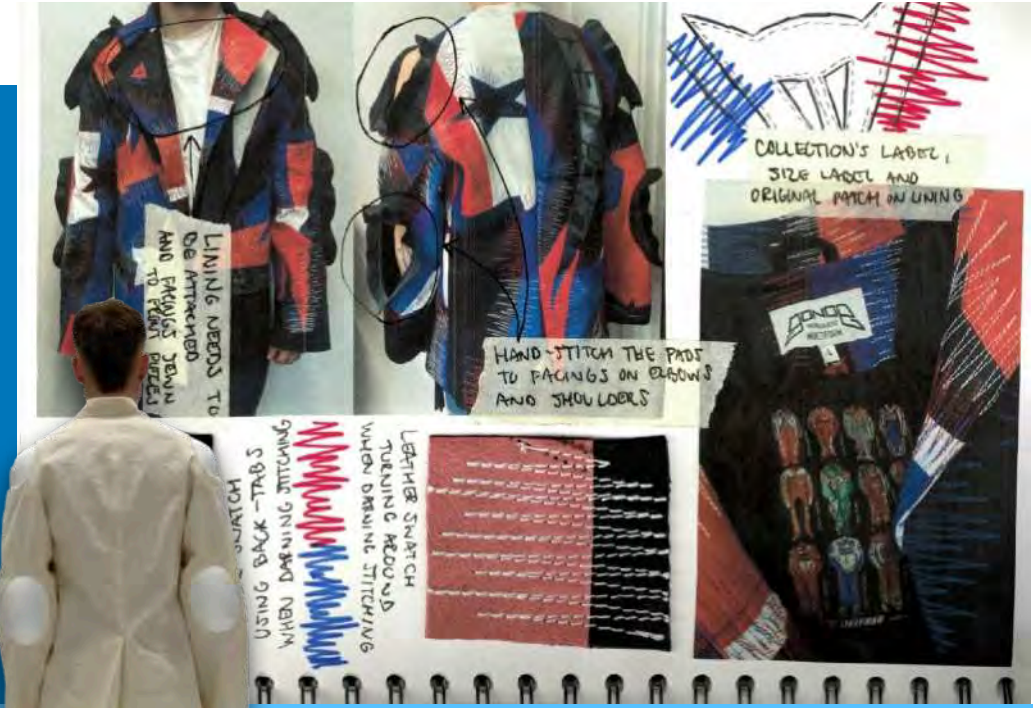 COLLECTION'S LABEL,
SIZE LABEL AND
ORIGINAL PATCH ON LINING
LINING NEEDS TO
BE ATTACHED
AND FACINGS SEWN
TO FRONT PIECES
HAND-STITCH THE PADS
TO FACINGS ON ELBOWS
AND SHOULDERS
SWATCH
USING BACK-TABS
WHEN DARNING STITCHING
LEATHER SWATCH
TURNING AROUND
WHEN DARNING STITCHING